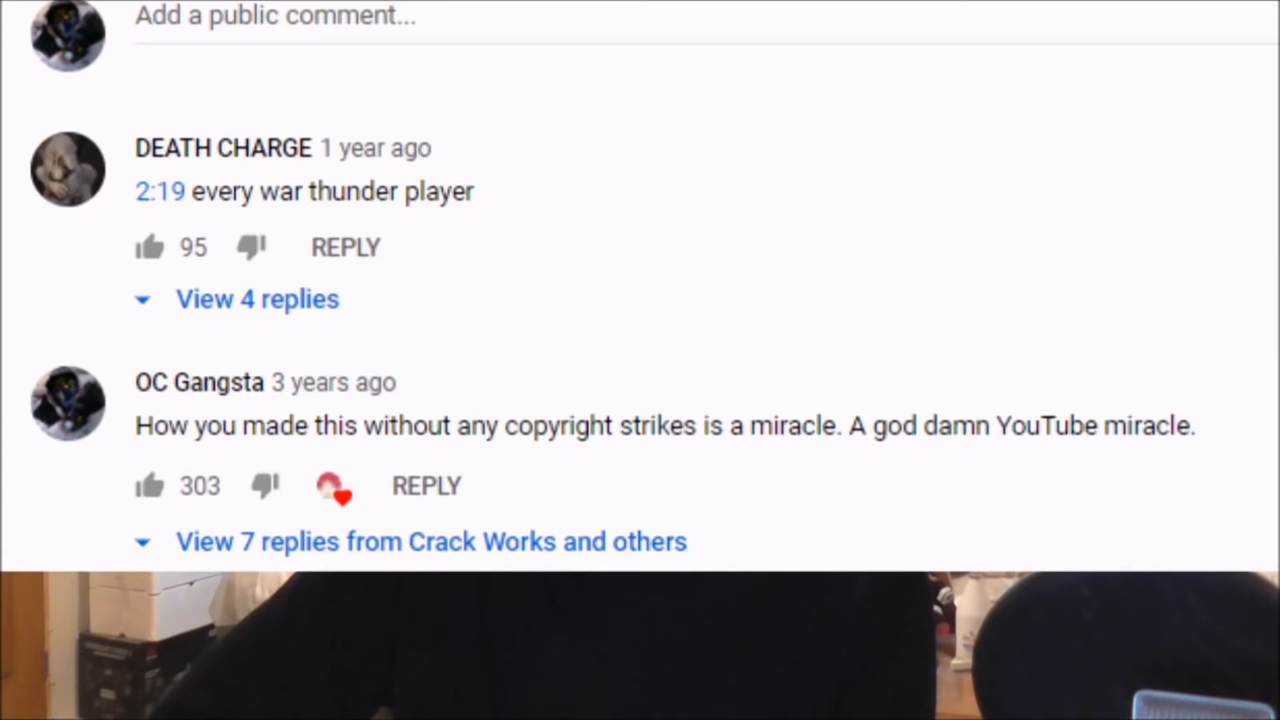 Add a public comment...
DEATH CHARGE 1 year ago
2:19 every war thunder player
95 REPLY
View 4 replies
OC Gangsta 3 years ago
How you made this without any copyright strikes is a miracle. A god damn YouTube miracle.
303 REPLY
View 7 replies from Crack Works and others